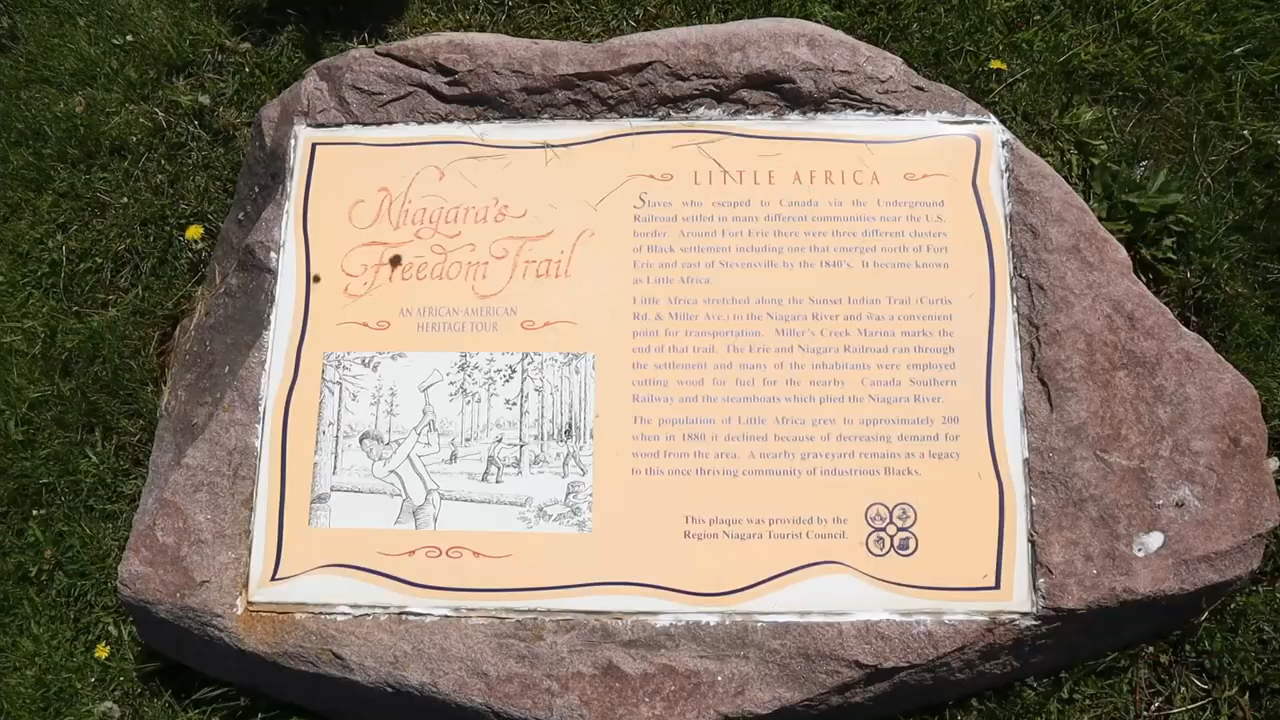 Niagara's
Freedom Trail
AN AFRICAN-AMERICAN
HERITAGE TOUR
LITTLE AFRICA
Slaves who escaped to Canada via the Underground
Railroad settled in many different communities near the U.S.
border. Around Fort Erie there were three different clusters
of Black settlement including one that emerged north of Fort
Erie and east of Stevensville by the 1840's. It became known
as Little Africa.
Little Africa stretched along the Sunset Indian Trail (Curtis
Rd. & Miller Ave.) to the Niagara River and was a convenient
point for transportation. Miller's Creek Marina marks the
end of that trail. The Erie and Niagara Railroad ran through
the settlement and many of the inhabitants were employed
cutting wood for fuel for the nearby Canada Southern
Railway and the steamboats which plied the Niagara River.
The population of Little Africa grew to approximately 200
when in 1880 it declined because of decreasing demand for
wood from the area. A nearby graveyard remains as a legacy
to this once thriving community of industrious Blacks.
This plaque was provided by the
Region Niagara Tourist Council.